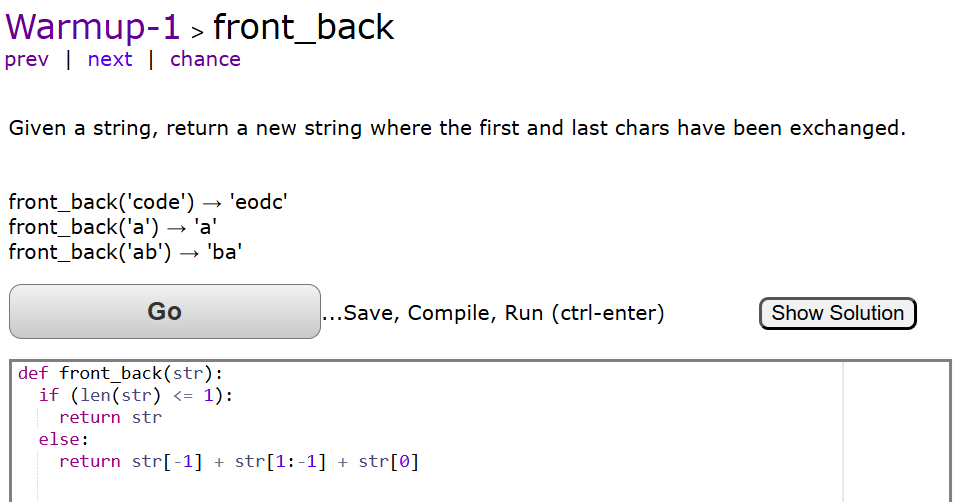 Warmup-1 > front_back
prev | next | chance
Given a string, return a new string where the first and last chars have been exchanged.
front_back('code') → 'eodc'
front_back('a') → 'a'
front_back('ab') → 'ba'
Go ...Save, Compile, Run (ctrl-enter) Show Solution
def front_back(str):
  if (len(str) <= 1):
    return str
  else:
    return str[-1] + str[1:-1] + str[0]